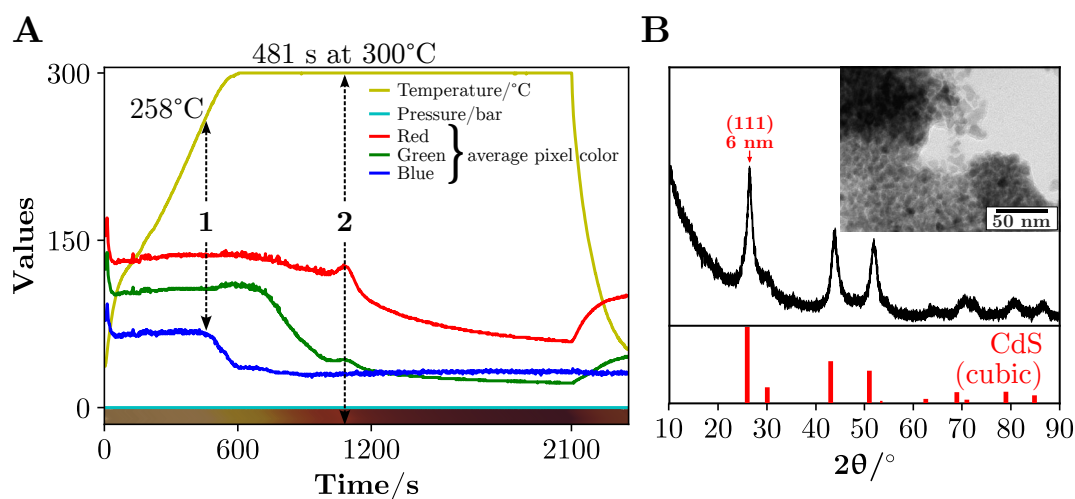 A
481 s at 300°C
300
258°C
Temperature/°C
Pressure/bar
Red
Green
Blue
} average pixel color
150
1
2
0
Values
0
600
1200
2100
Time/s
B
(111)
6 nm
50 nm
CdS
(cubic)
10
20
30
40
50
60
70
80
90
2θ/°